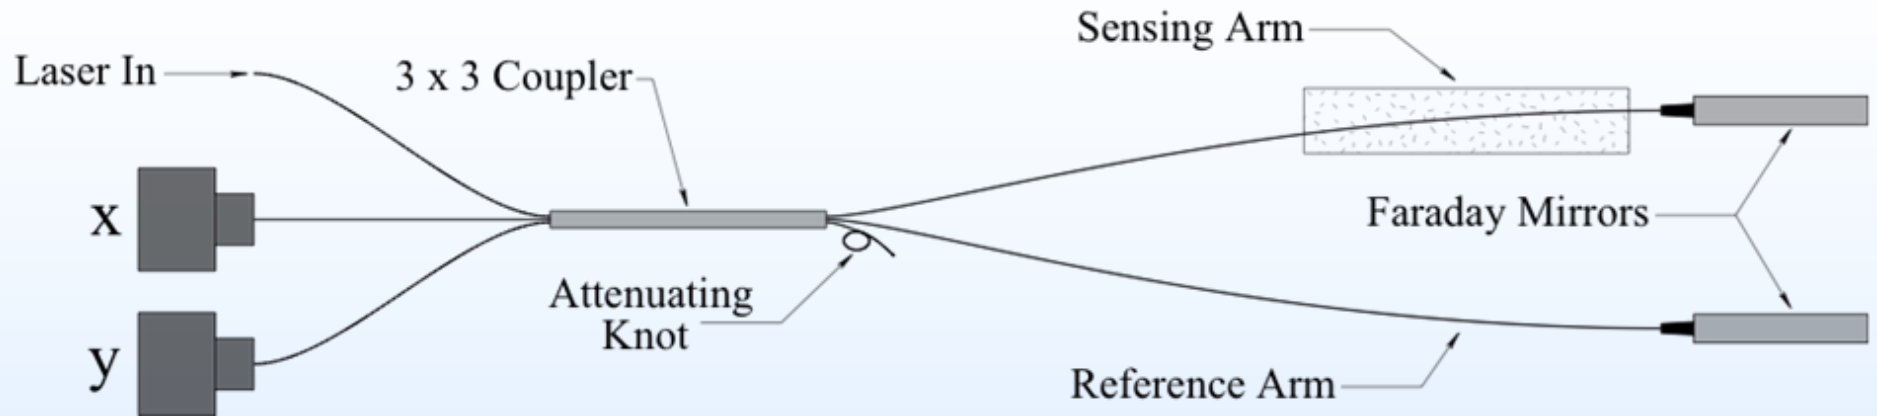 Sensing Arm
Laser In
3 x 3 Coupler
x
Faraday Mirrors
Attenuating
Knot
y
Reference Arm